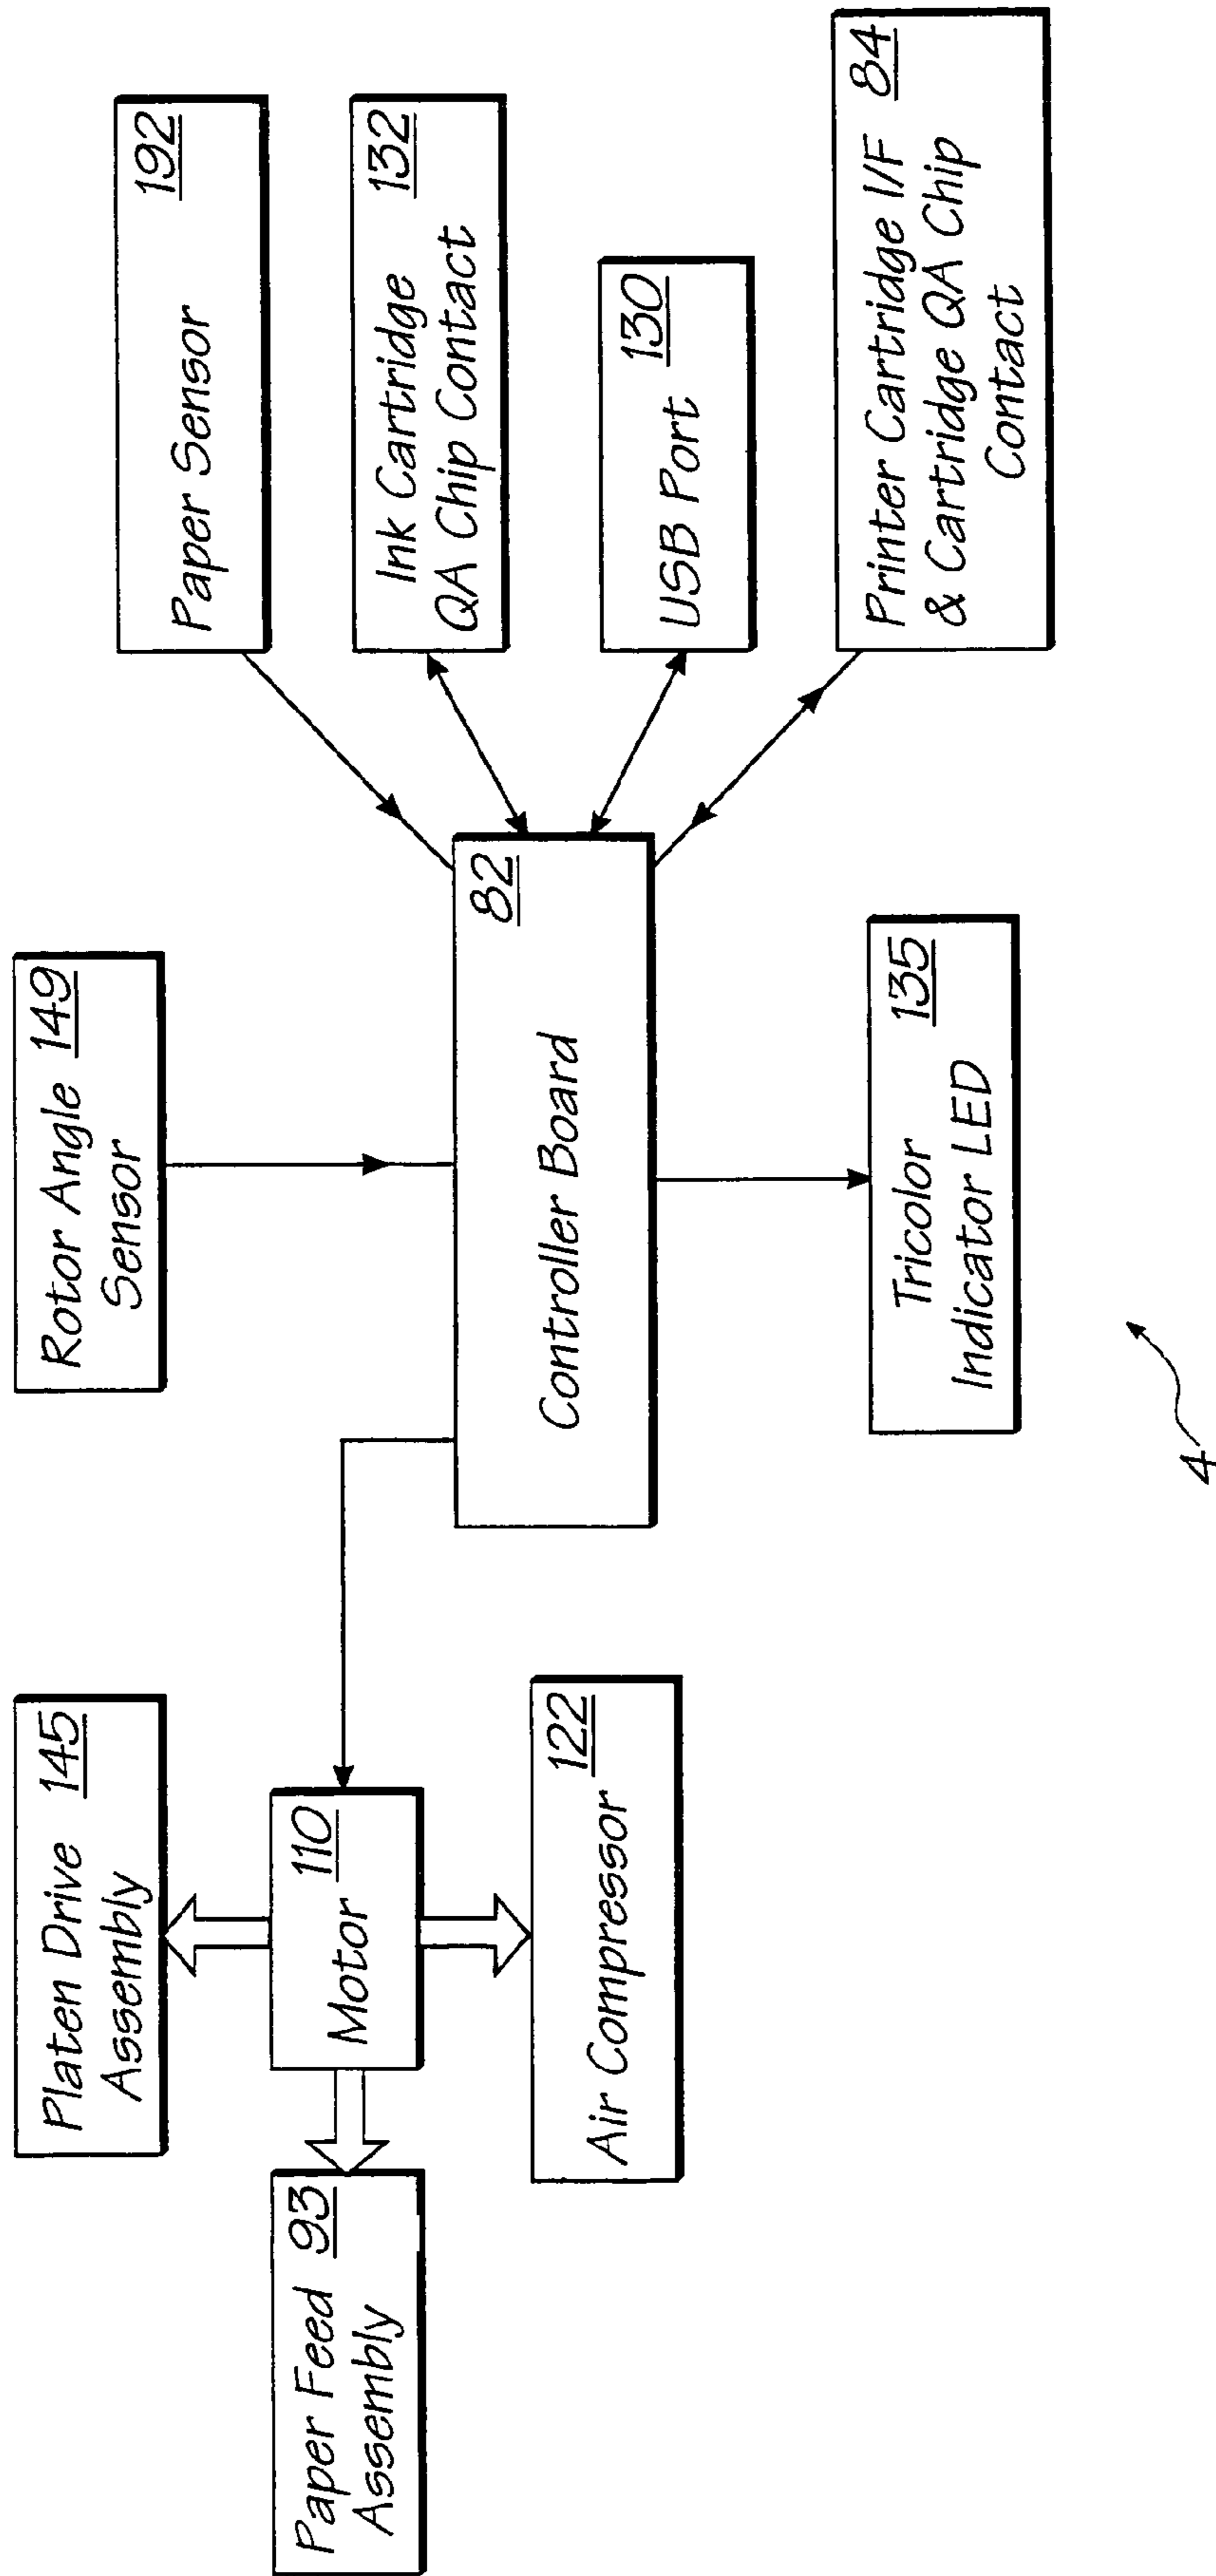 Platen Drive 145
Assembly
Rotor Angle 149
Sensor
192
Paper Sensor
Paper Feed 93
Assembly
110
Motor
Ink Cartridge 132
QA Chip Contact
82
Controller Board
122
Air Compressor
130
USB Port
Tricolor 135
Indicator LED
Printer Cartridge I/F 84
& Cartridge QA Chip
Contact
4